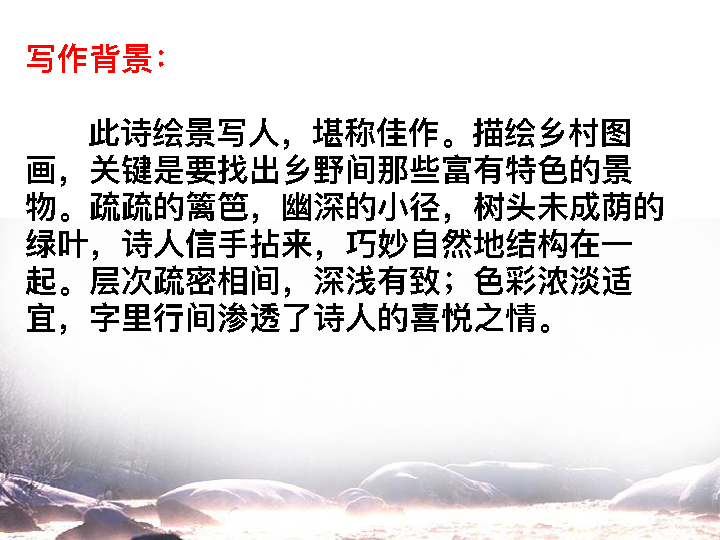 写作背景：
此诗绘景写人，堪称佳作。描绘乡村图
画，关键是要找出乡野间那些富有特色的景
物。疏疏的篱笆，幽深的小径，树头未成荫的
绿叶，诗人信手拈来，巧妙自然地结构在一
起。层次疏密相间，深浅有致；色彩浓淡适
宜，字里行间渗透了诗人的喜悦之情。